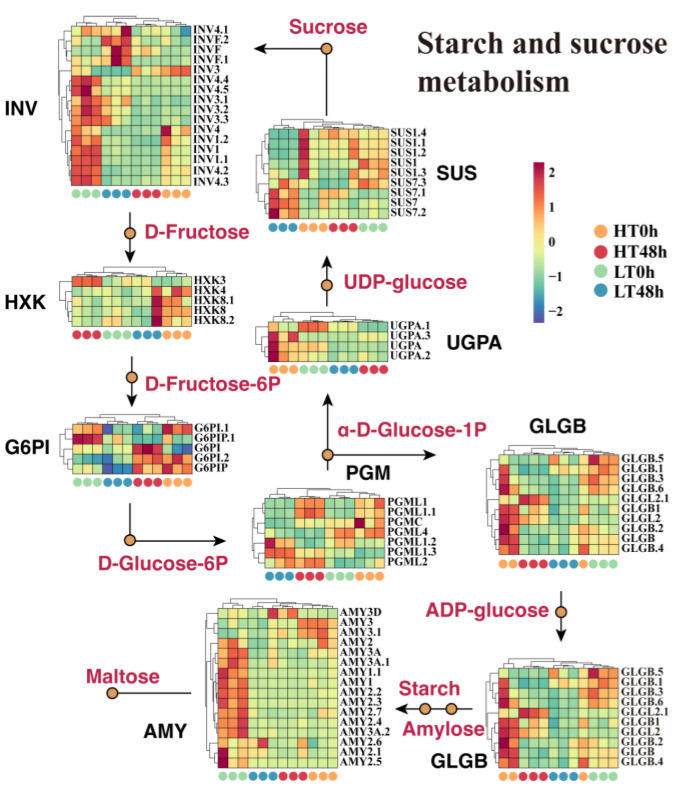 Starch and sucrose
metabolism
Sucrose
INV
INV4.1
INVF.2
INVF
INVF.1
INV3
INV4.4
INV4.5
INV3.1
INV3.2
INV3.3
INV4
INV1.2
INV1
INV1.1
INV4.2
INV4.3
SUS
SUS1.4
SUS1.1
SUS1.2
SUS1
SUS1.3
SUS7.3
SUS7.1
SUS7
SUS7.2
2
1
0
−1
−2
HT0h
HT48h
LT0h
LT48h
D-Fructose
UDP-glucose
HXK
HXK3
HXK4
HXK8.1
HXK8
HXK8.2
UGPA
UGPA.1
UGPA.3
UGPA
UGPA.2
D-Fructose-6P
α-D-Glucose-1P
PGM
G6PI
G6PI.1
G6PIP.1
G6PI
G6PI.2
G6PIP
GLGB
GLGB.5
GLGB.1
GLGB.3
GLGB.6
GLGL2.1
GLGB1
GLGL2
GLGB.2
GLGB
GLGB.4
PGML1
PGML1.1
PGMC
PGML4
PGML1.2
PGML1.3
PGML2
D-Glucose-6P
ADP-glucose
AMY3D
AMY3
AMY3.1
AMY2
AMY3A
AMY3A.1
AMY1.1
AMY1
AMY2.2
AMY2.3
AMY2.7
AMY2.4
AMY3A.2
AMY2.6
AMY2.1
AMY2.5
Maltose
AMY
Starch
Amylose
GLGB
GLGB.5
GLGB.1
GLGB.3
GLGB.6
GLGL2.1
GLGB1
GLGL2
GLGB.2
GLGB
GLGB.4